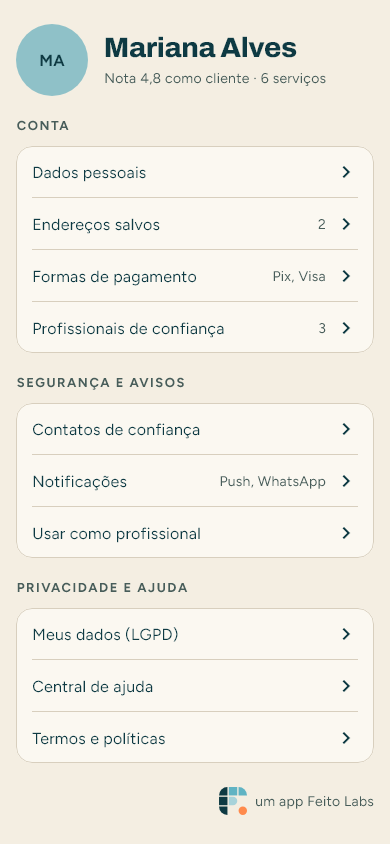 MA
Mariana Alves
Nota 4,8 como cliente · 6 serviços
CONTA
Dados pessoais
Endereços salvos 2
Formas de pagamento Pix, Visa
Profissionais de confiança 3
SEGURANÇA E AVISOS
Contatos de confiança
Notificações Push, WhatsApp
Usar como profissional
PRIVACIDADE E AJUDA
Meus dados (LGPD)
Central de ajuda
Termos e políticas
um app Feito Labs